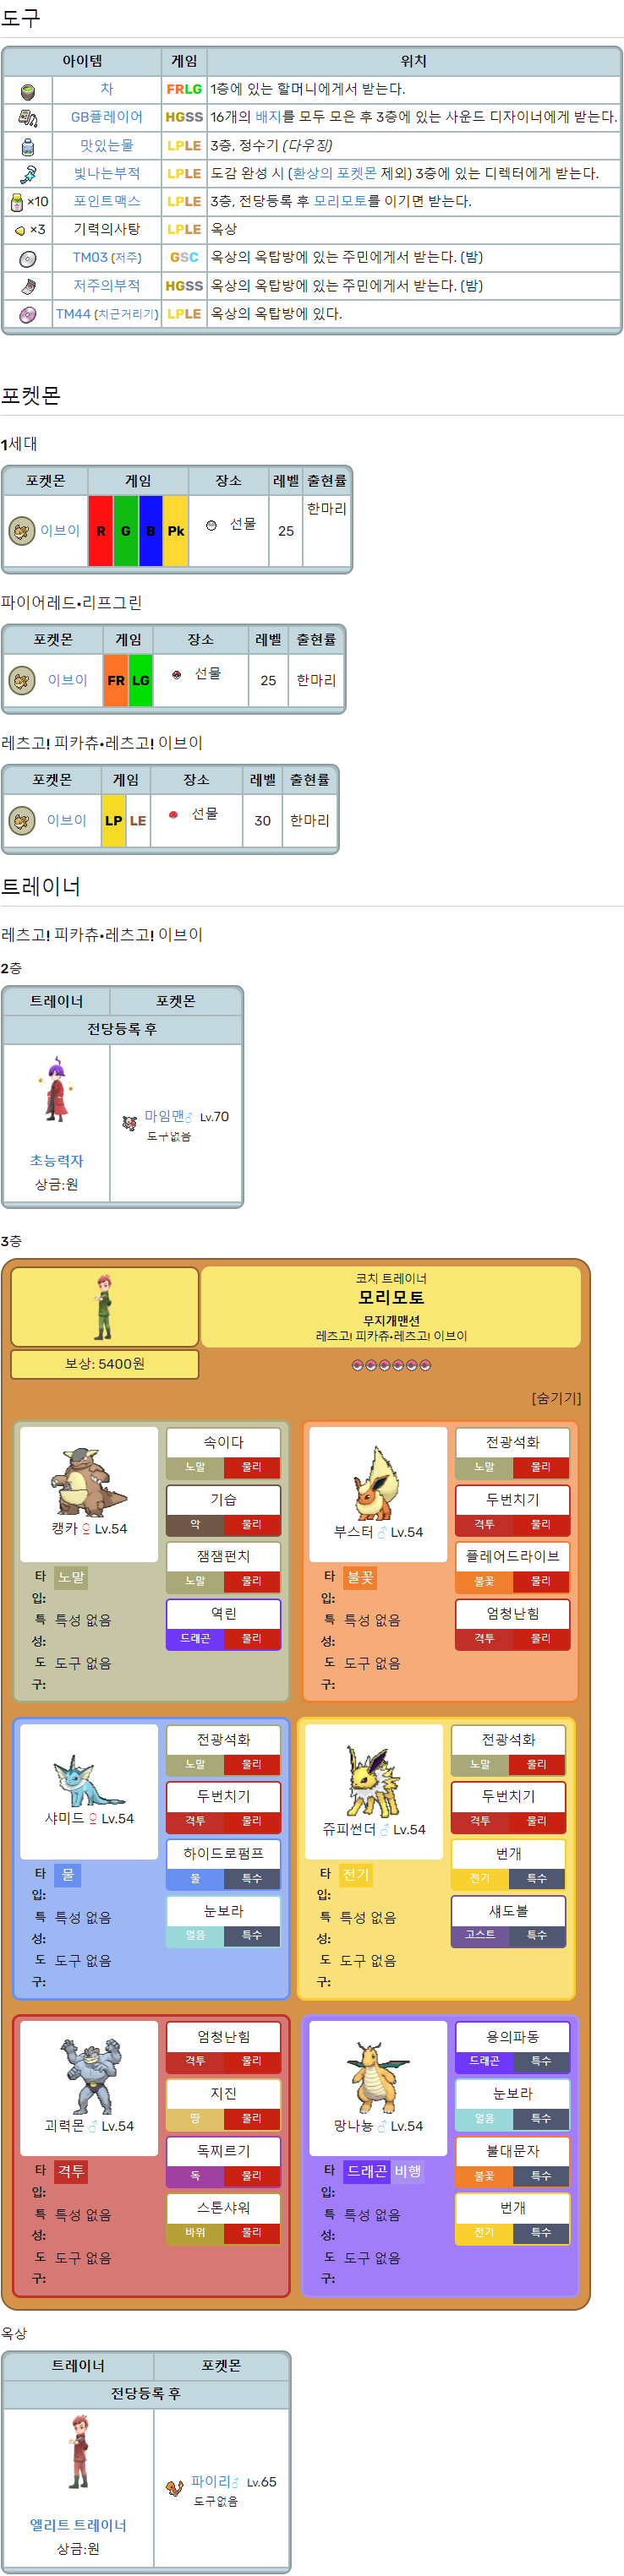 도구
아이템 게임 위치
차 FRLG 1층에 있는 할머니에게서 받는다.
GB플레이어 HGSS 16개의 배지를 모두 모은 후 3층에 있는 사운드 디자이너에게 받는다.
맛있는물 LPLE 3층, 정수기 (다우징)
빛나는부적 LPLE 도감 완성 시 (환상의 포켓몬 제외) 3층에 있는 디렉터에게 받는다.
×10 포인트맥스 LPLE 3층, 전당등록 후 모리모토를 이기면 받는다.
×3 기력의사탕 LPLE 옥상
TM03 (저주) GSC 옥상의 옥탑방에 있는 주민에게서 받는다. (밤)
저주의부적 HGSS 옥상의 옥탑방에 있는 주민에게서 받는다. (밤)
TM44 (치근거리기) LPLE 옥상의 옥탑방에 있다.
포켓몬
1세대
포켓몬 게임 장소 레벨 출현률
이브이 R G B Pk 선물 25 한마리
파이어레드•리프그린
포켓몬 게임 장소 레벨 출현률
이브이 FR LG 선물 25 한마리
레츠고! 피카츄•레츠고! 이브이
포켓몬 게임 장소 레벨 출현률
이브이 LP LE 선물 30 한마리
트레이너
레츠고! 피카츄•레츠고! 이브이
2층
트레이너 포켓몬
전당등록 후
마임맨♂ Lv.70
도구없음
초능력자
상금:원
3층
코치 트레이너
모리모토
무지개맨션
레츠고! 피카츄•레츠고! 이브이
보상: 5400원
[숨기기]
캥카♀Lv.54
타입: 노말
특성: 특성 없음
도구: 도구 없음
속이다
노말 물리
기습
악 물리
잼잼펀치
노말 물리
역린
드래곤 물리
부스터♂Lv.54
타입: 불꽃
특성: 특성 없음
도구: 도구 없음
전광석화
노말 물리
두번치기
격투 물리
플레어드라이브
불꽃 물리
엄청난힘
격투 물리
샤미드♀Lv.54
타입: 물
특성: 특성 없음
도구: 도구 없음
전광석화
노말 물리
두번치기
격투 물리
하이드로펌프
물 특수
눈보라
얼음 특수
쥬피썬더♂Lv.54
타입: 전기
특성: 특성 없음
도구: 도구 없음
전광석화
노말 물리
두번치기
격투 물리
번개
전기 특수
섀도볼
고스트 특수
괴력몬♂Lv.54
타입: 격투
특성: 특성 없음
도구: 도구 없음
엄청난힘
격투 물리
지진
땅 물리
독찌르기
독 물리
스톤샤워
바위 물리
망나뇽♂Lv.54
타입: 드래곤 비행
특성: 특성 없음
도구: 도구 없음
용의파동
드래곤 특수
눈보라
얼음 특수
불대문자
불꽃 특수
번개
전기 특수
옥상
트레이너 포켓몬
전당등록 후
파이리♂ Lv.65
도구없음
엘리트 트레이너
상금:원